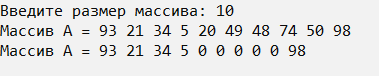 Введите размер массива: 10
Массив A = 93 21 34 5 20 49 48 74 50 98
Массив A = 93 21 34 5 0 0 0 0 0 98